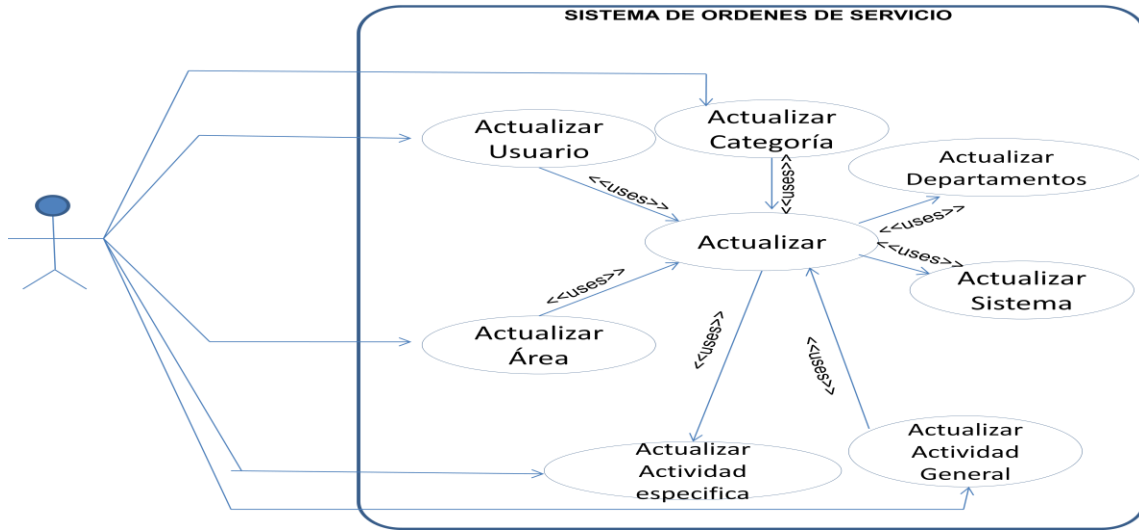 SISTEMA DE ORDENES DE SERVICIO
Actualizar
Categoría
Actualizar
Usuario
Actualizar
Departamentos
<<uses>>
<<uses>>
<<uses>>
Actualizar
<<uses>>
<<uses>>
Actualizar
Sistema
Actualizar
Área
<<uses>>
<<uses>>
Actualizar
Actividad
especifica
Actualizar
Actividad
General